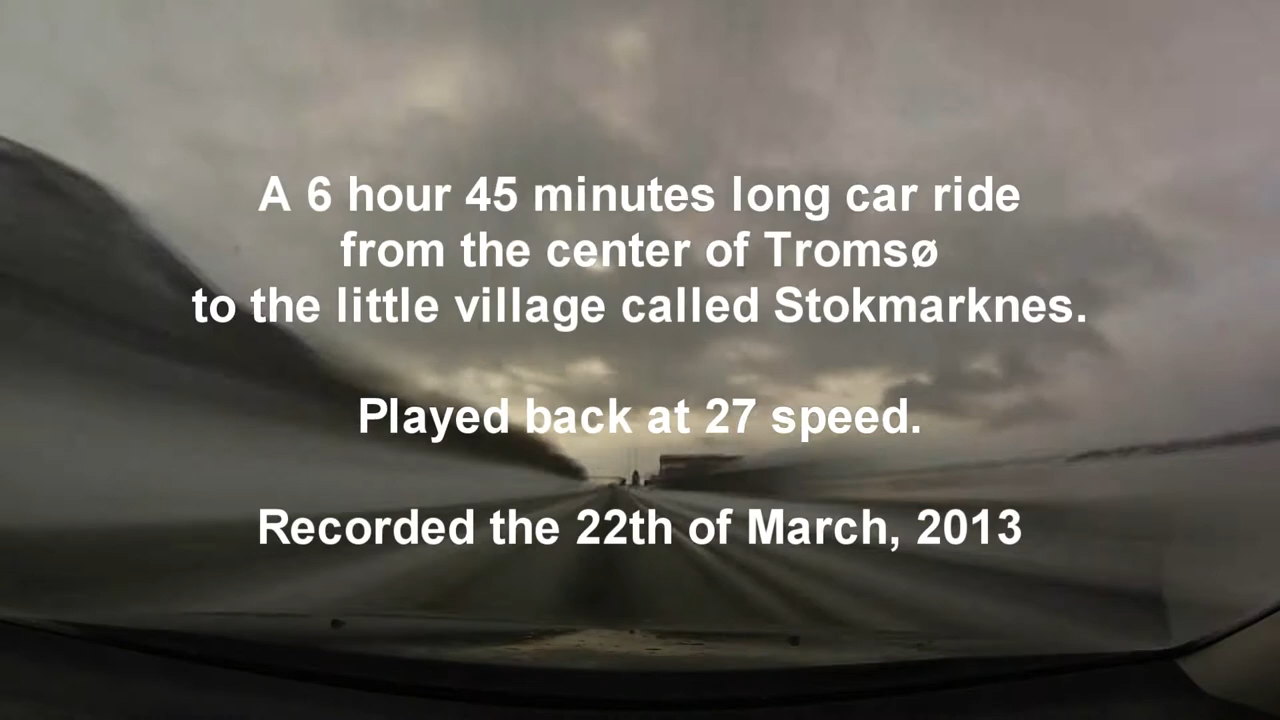 A 6 hour 45 minutes long car ride
from the center of Tromsø
to the little village called Stokmarknes.
Played back at 27 speed.
Recorded the 22th of March, 2013